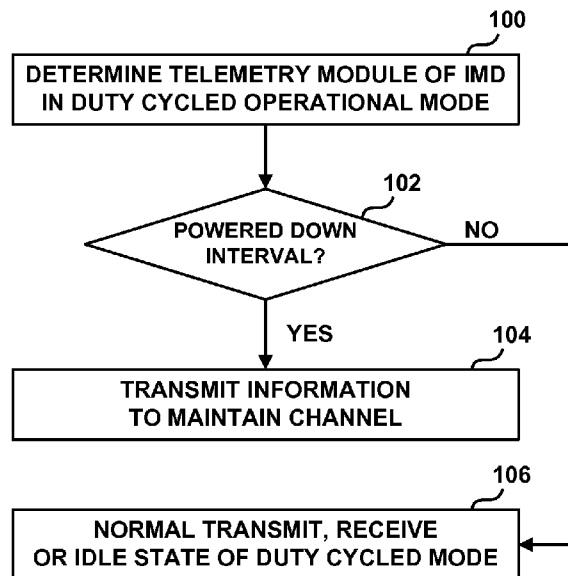 100
DETERMINE TELEMETRY MODULE OF IMD
IN DUTY CYCLED OPERATIONAL MODE
102
POWERED DOWN
INTERVAL?
NO
YES
104
TRANSMIT INFORMATION
TO MAINTAIN CHANNEL
106
NORMAL TRANSMIT, RECEIVE
OR IDLE STATE OF DUTY CYCLED MODE